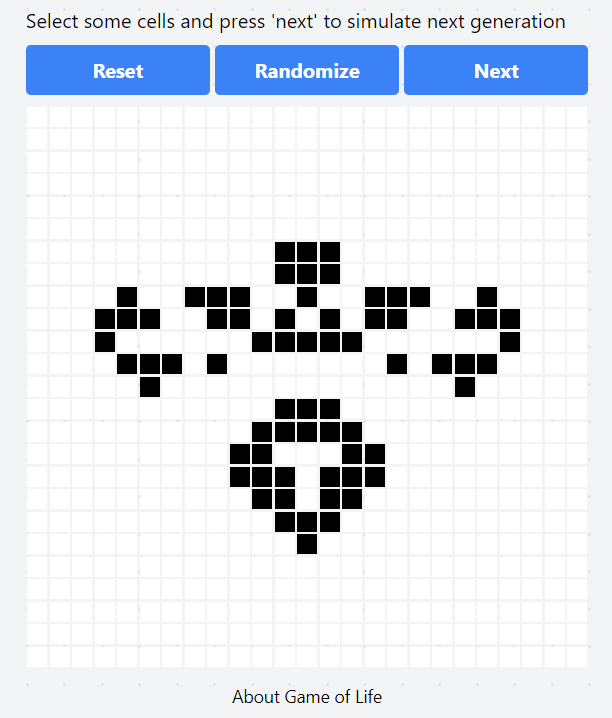 Select some cells and press 'next' to simulate next generation
Reset Randomize Next
About Game of Life